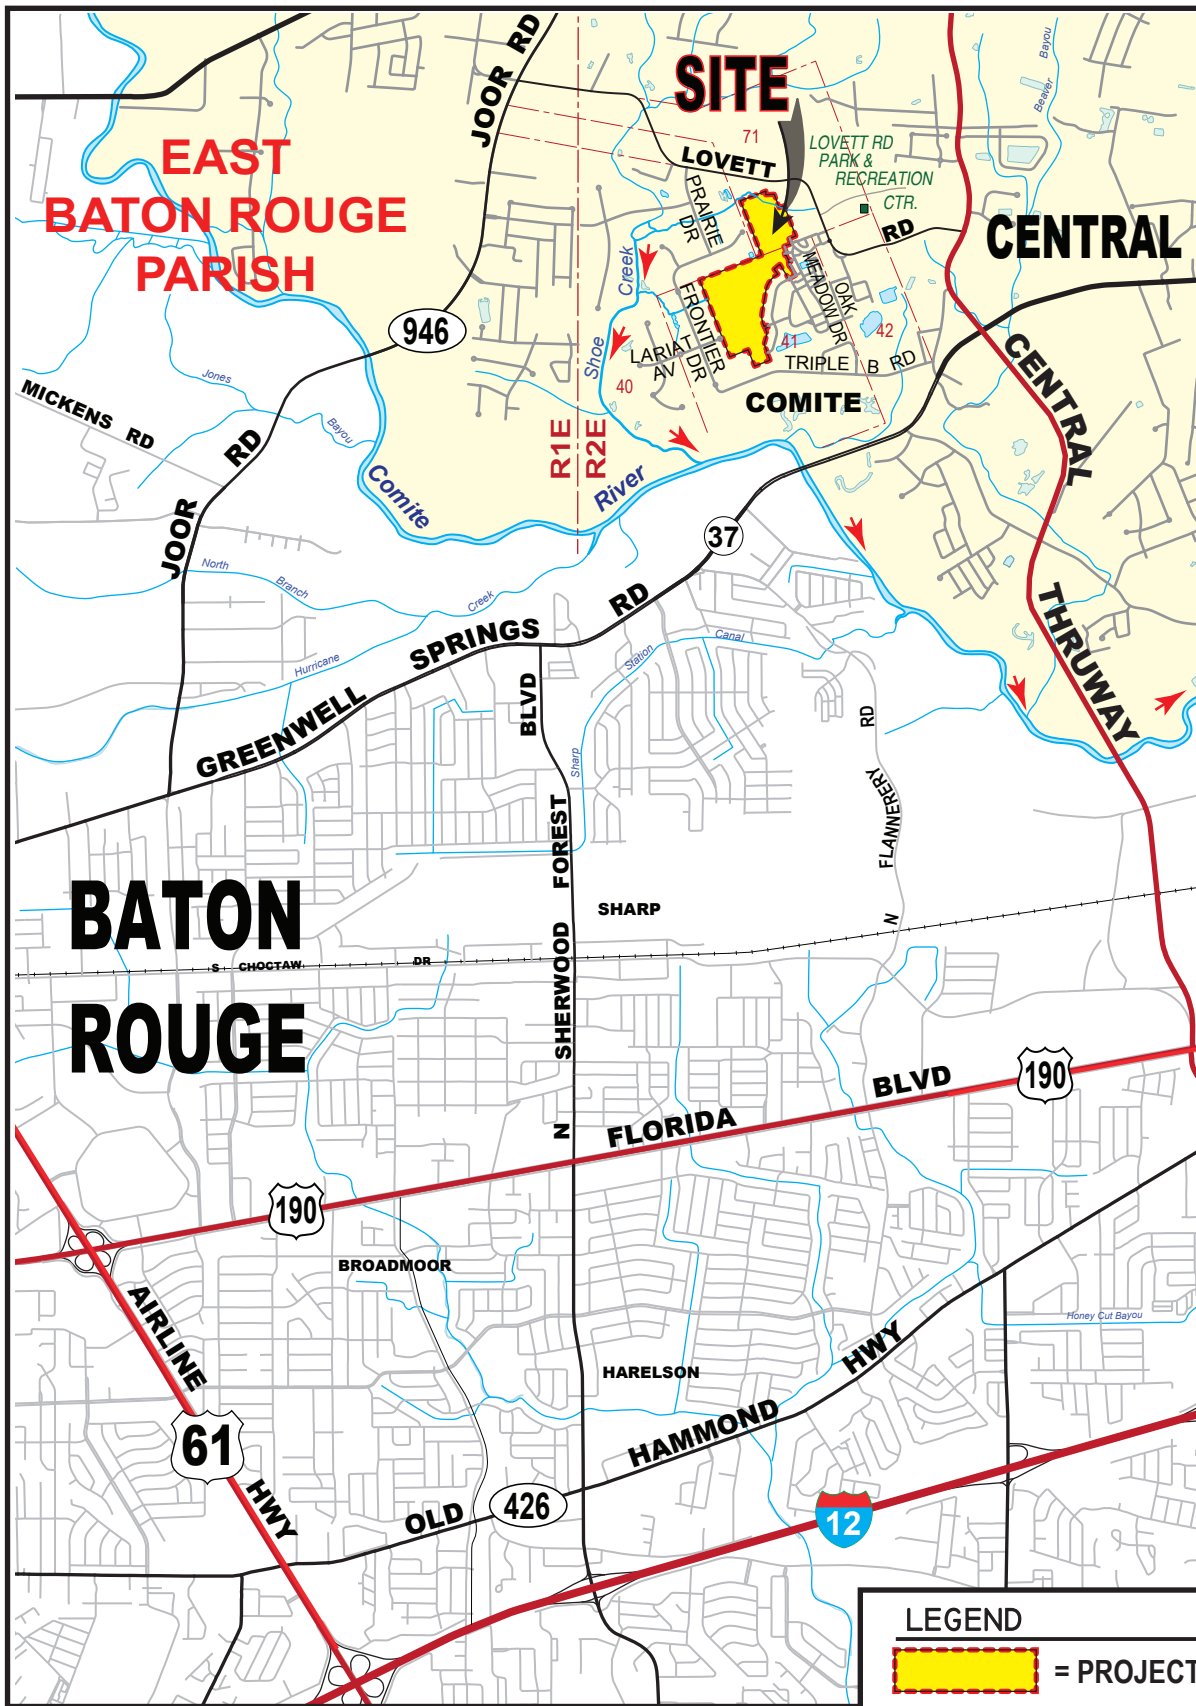 JOOR RD
SITE
71
LOVETT
LOVETT RD
PARK &
RECREATION
CTR.
RD
Beaver Bayou
EAST
BATON ROUGE
PARISH
CENTRAL
PRAIRIE
DR
Creek
Shoe
946
FRONTIER
DR
LARIAT
AV
OAK
MEADOW DR
41
42
40
TRIPLE B RD
COMITE
CENTRAL
THRUWAY
Jones
Bayou
MICKENS RD
JOOR RD
R1E
R2E
Comite
River
37
North
Branch
Creek
Hurricane
GREENWELL SPRINGS RD
Station
Canal
Sharp
BLVD
FOREST
SHERWOOD
N
RD
FLANNERERY
N
SHARP
BATON
ROUGE
S CHOCTAW DR
190
FLORIDA BLVD
190
BROADMOOR
AIRLINE
HWY
61
HARELSON
Honey Cut Bayou
OLD
426
HAMMOND
HWY
12
LEGEND
= PROJECT